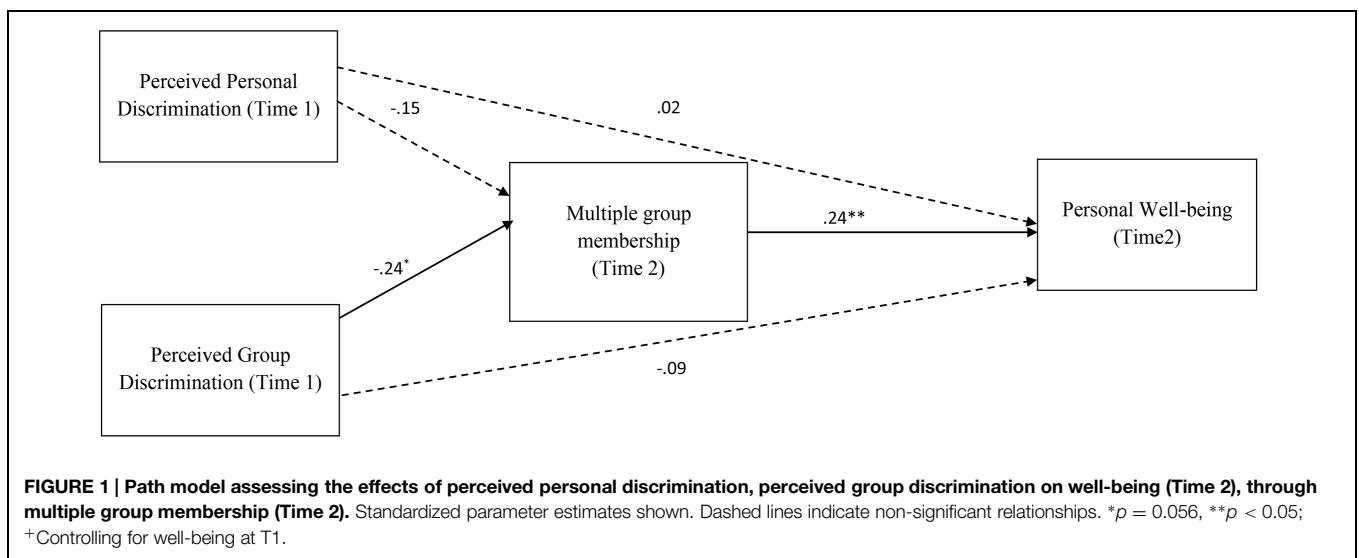 Perceived Personal
Discrimination (Time 1)
-.15
.02
Multiple group
membership
(Time 2)
.24**
Personal Well-being
(Time2)
-.24*
Perceived Group
Discrimination (Time 1)
-.09
FIGURE 1 | Path model assessing the effects of perceived personal discrimination, perceived group discrimination on well-being (Time 2), through
multiple group membership (Time 2). Standardized parameter estimates shown. Dashed lines indicate non-significant relationships. *p = 0.056, **p < 0.05;
+Controlling for well-being at T1.